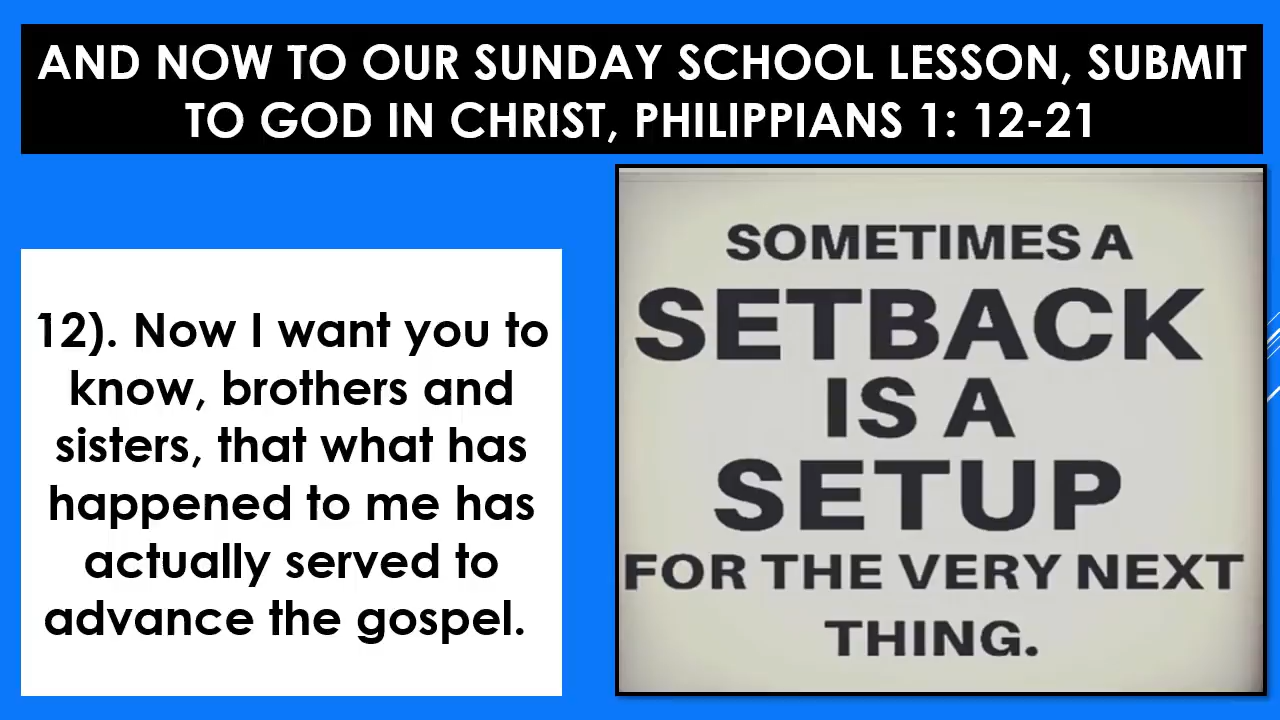 AND NOW TO OUR SUNDAY SCHOOL LESSON, SUBMIT
TO GOD IN CHRIST, PHILIPPIANS 1: 12-21
12). Now I want you to
know, brothers and
sisters, that what has
happened to me has
actually served to
advance the gospel.
SOMETIMES A
SETBACK
IS A
SETUP
FOR THE VERY NEXT
THING.